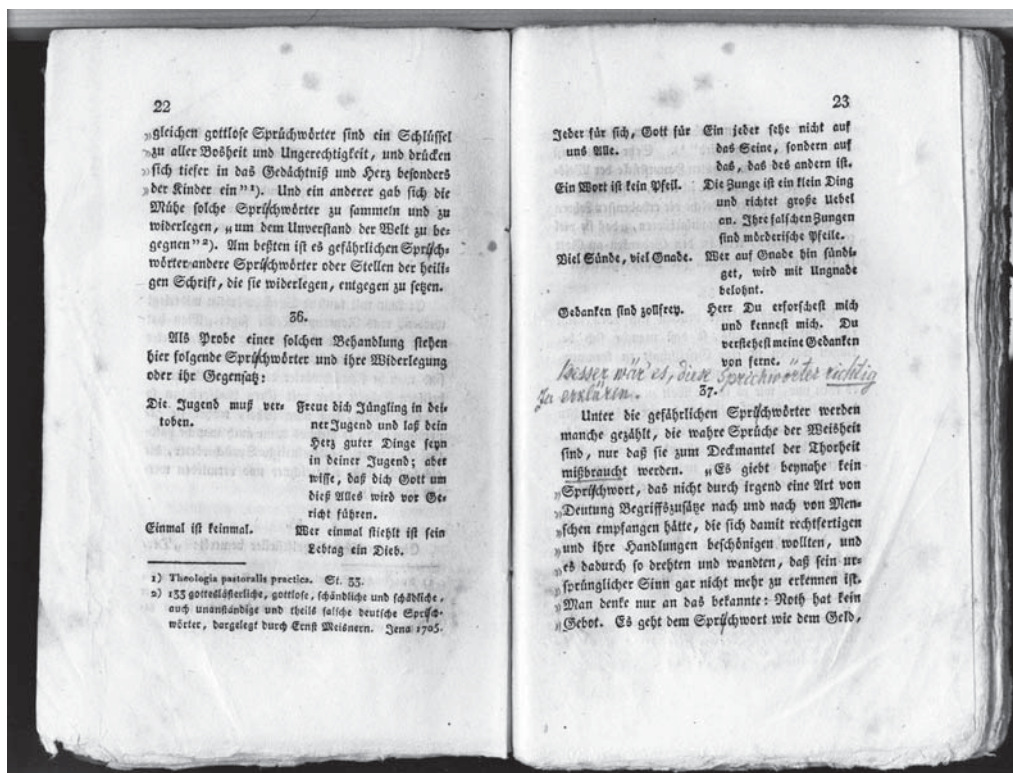 22
„gleichen gottlose Sprüchwörter sind ein Schlüssel
„zu aller Bosheit und Ungerechtigkeit, und drücken
„sich tiefer in das Gedächtniß und Herz besonders
„der Kinder ein" 1). Und ein anderer gab sich die
Mühe solche Sprichwörter zu sammeln und zu
widerlegen, „um dem Unverstand der Welt zu be-
gegnen" 2). Am beßten ist es gefährlichen Sprich-
wörter andere Sprichwörter oder Stellen der heili-
gen Schrift, die sie widerlegen, entgegen zu setzen.
36.
Als Probe einer solchen Behandlung stehen
hier folgende Sprichwörter und ihre Widerlegung
oder ihr Gegensatz:
Die Jugend muß ver- Freue dich Jüngling in dei-
toben. ner Jugend und laß dein
Herz guter Dinge seyn
in deiner Jugend; aber
wisse, daß dich Gott um
dieß Alles wird vor Ge-
richt führen.
Einmal ist keinmal. Wer einmal stiehlt ist sein
Lebtag ein Dieb.
1) Theologia pastoralis practica. St. 33.
2) 133 gotteslästerliche, gottlose, schändliche und schädliche,
auch unanständige und theils falsche deutsche Sprich-
wörter, dargelegt durch Ernst Meisnern. Jena 1705.
23
Jeder für sich, Gott für Ein jeder sehe nicht auf
uns Alle. das Seine, sondern auf
das, das des andern ist.
Ein Wort ist kein Pfeil. Die Zunge ist ein klein Ding
und richtet große Uebel
an. Ihre falschen Zungen
sind mörderische Pfeile.
Viel Sünde, viel Gnade. Wer auf Gnade hin sündi-
get, wird mit Ungnade
belohnt.
Gedanken sind zollfrey. Herr Du erforschest mich
und kennest mich. Du
verstehest meine Gedanken
von ferne.
Besser wär es, diese Sprichwörter richtig
zu erklären.
37.
Unter die gefährlichen Sprichwörter werden
manche gezählt, die wahre Sprüche der Weisheit
sind, nur daß sie zum Deckmantel der Thorheit
mißbraucht werden. „Es giebt beynahe kein
„Sprichwort, das nicht durch irgend eine Art von
„Deutung Begriffszusätze nach und nach von Men-
„schen empfangen hätte, die sich damit rechtfertigen
„und ihre Handlungen beschönigen wollten, und
„es dadurch so drehten und wandten, daß sein ur-
„sprünglicher Sinn gar nicht mehr zu erkennen ist.
„Man denke nur an das bekannte: Noth hat kein
„Gebot. Es geht dem Sprichwort wie dem Geld,